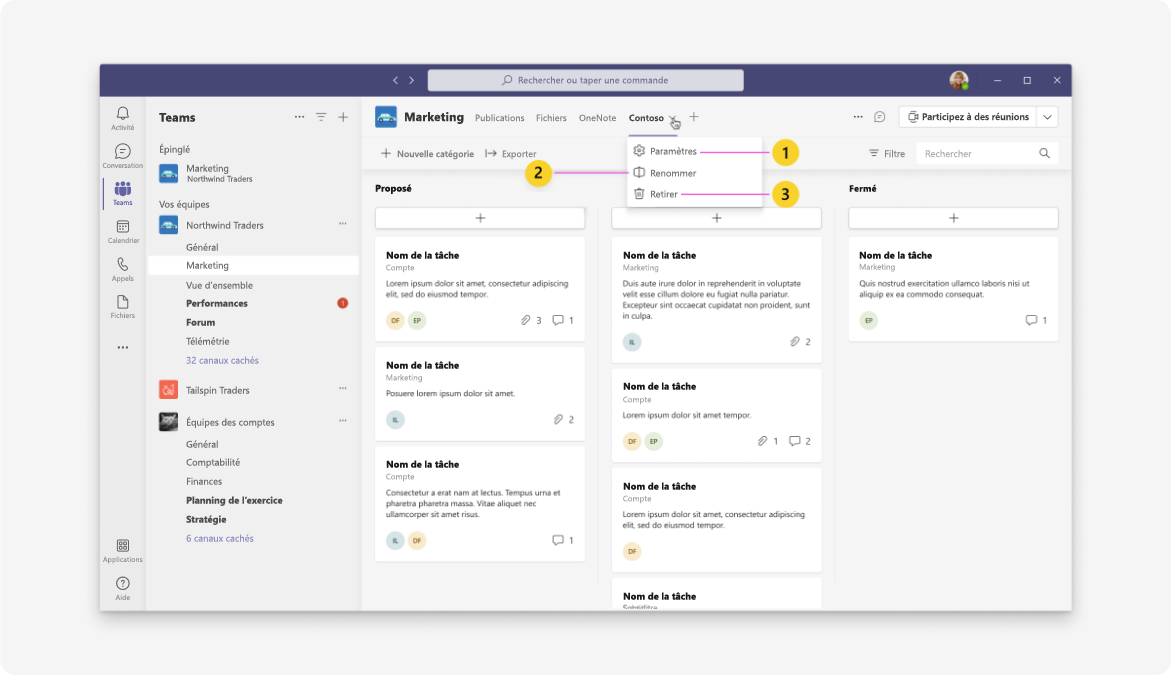 Rechercher ou taper une commande
Activité
Conversation
Teams
Calendrier
Appels
Fichiers
Applications
Aide
Teams
Épinglé
Marketing
Northwind Traders
Vos équipes
Northwind Traders
Général
Marketing
Vue d'ensemble
Performances
1
Forum
Télémétrie
32 canaux cachés
Tailspin Traders
Équipes des comptes
Général
Comptabilité
Finances
Planning de l'exercice
Stratégie
6 canaux cachés
Marketing Publications Fichiers OneNote Contoso
Participez à des réunions
Nouvelle catégorie Exporter
Filtre Rechercher
Paramètres 1
2 Renommer
Retirer 3
Proposé
Nom de la tâche
Compte
Lorem ipsum dolor sit amet, consectetur adipiscing
elit, sed do eiusmod tempor.
DF EP 3 1
Nom de la tâche
Marketing
Posuere lorem ipsum dolor sit amet.
IL 2
Nom de la tâche
Compte
Consectetur a erat nam at lectus. Tempus urna et
pharetra pharetra massa. Vitae aliquet nec
ullamcorper sit amet risus.
IL DF 1
Nom de la tâche
Marketing
Duis aute irure dolor in reprehenderit in voluptate
velit esse cillum dolore eu fugiat nulla pariatur.
Excepteur sint occaecat cupidatat non proident, sunt
in culpa.
IL 2
Nom de la tâche
Compte
Lorem ipsum dolor sit amet tempor.
DF EP 1 2
Nom de la tâche
Compte
Lorem ipsum dolor sit amet, consectetur adipiscing
elit, sed do eiusmod tempor.
DF
Nom de la tâche
Fermé
Nom de la tâche
Marketing
Quis nostrud exercitation ullamco laboris nisi ut
aliquip ex ea commodo consequat.
EP 1